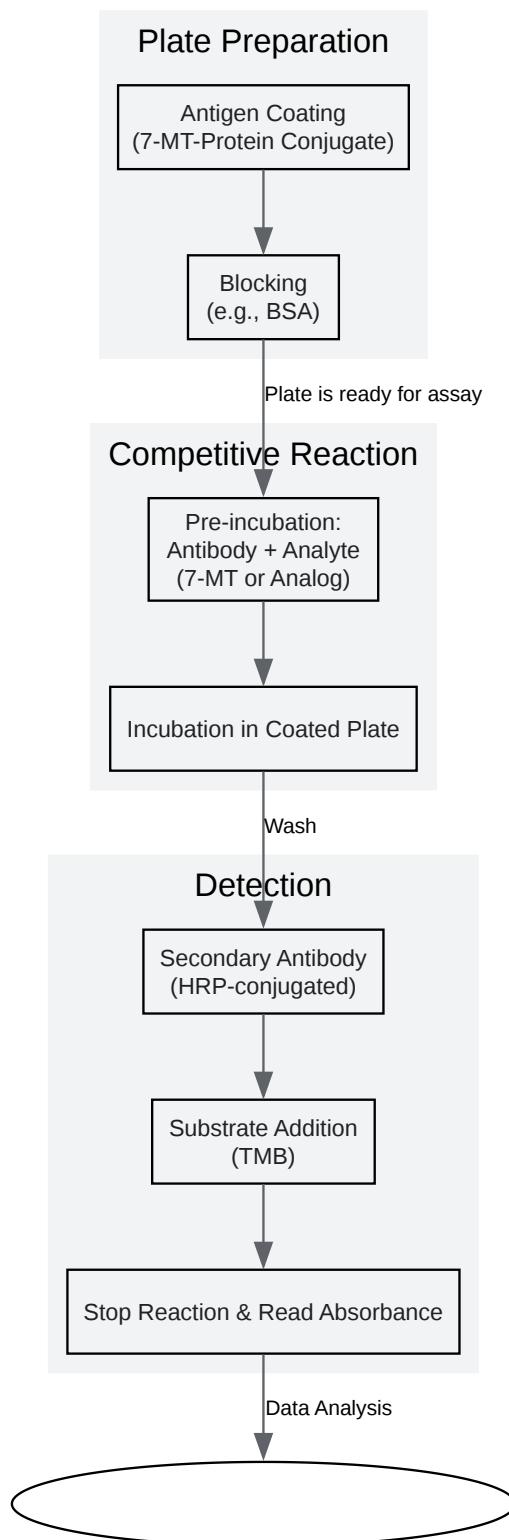 Plate Preparation
Antigen Coating
(7-MT-Protein Conjugate)
Blocking
(e.g., BSA)
Plate is ready for assay
Competitive Reaction
Pre-incubation:
Antibody + Analyte
(7-MT or Analog)
Incubation in Coated Plate
Wash
Detection
Secondary Antibody
(HRP-conjugated)
Substrate Addition
(TMB)
Stop Reaction & Read Absorbance
Data Analysis